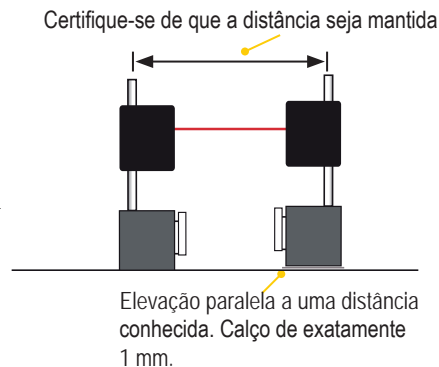 Certifique-se de que a distância seja mantida
Elevação paralela a uma distância
conhecida. Calço de exatamente
1 mm.